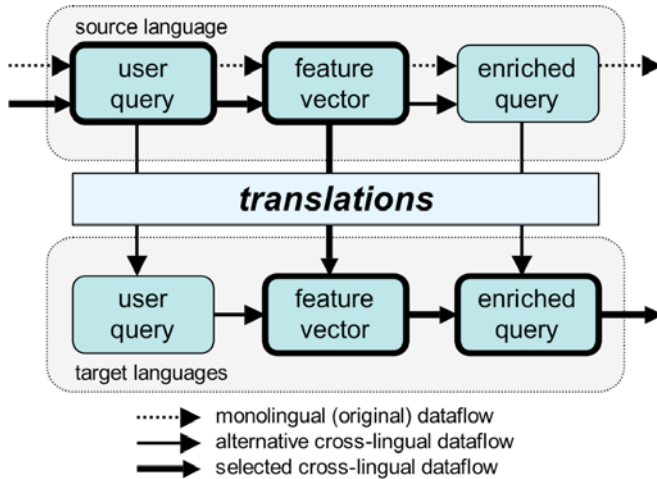 source language
user
query
feature
vector
enriched
query
translations
user
query
feature
vector
enriched
query
target languages
monolingual (original) dataflow
alternative cross-lingual dataflow
selected cross-lingual dataflow